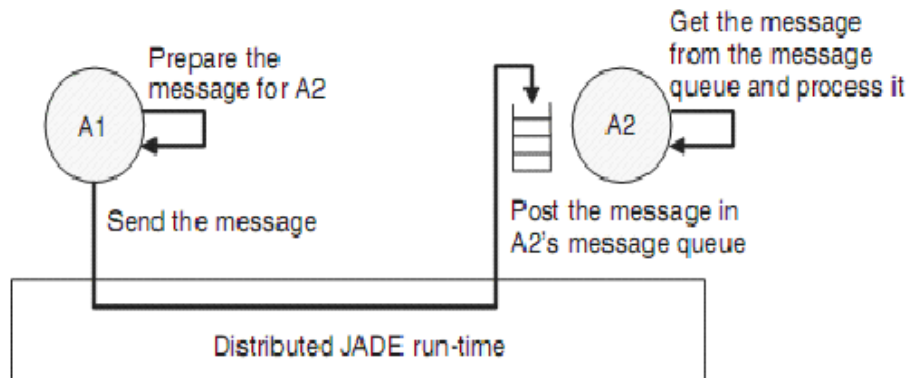 Prepare the
message for A2
A1
Send the message
Get the message
from the message
queue and process it
A2
Post the message in
A2's message queue
Distributed JADE run-time